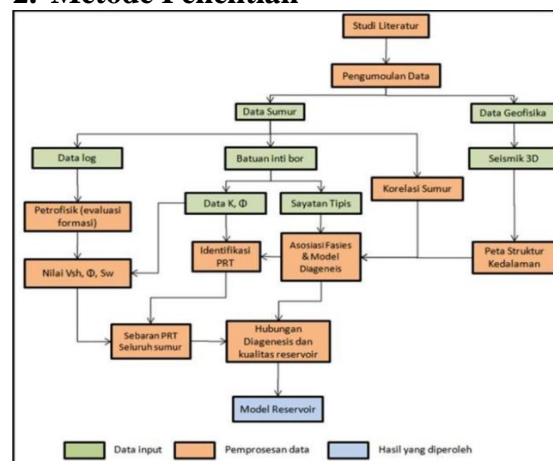 2. Metode Penelitian
Studi Literatur
Pengumoulan Data
Data Sumur
Data Geofisika
Data log
Batuan inti bor
Korelasi Sumur
Seismik 3D
Petrofisik (evaluasi
formasi)
Data K, Φ
Sayatan Tipis
Nilai Vsh, Φ, Sw
Identifikasi
PRT
Asosiasi Fasies
& Model
Diageneis
Peta Struktur
Kedalaman
Sebaran PRT
Seluruh sumur
Hubungan
Diagenesis dan
kualitas reservoir
Model Reservoir
Data input
Pemprosesan data
Hasil yang diperoleh